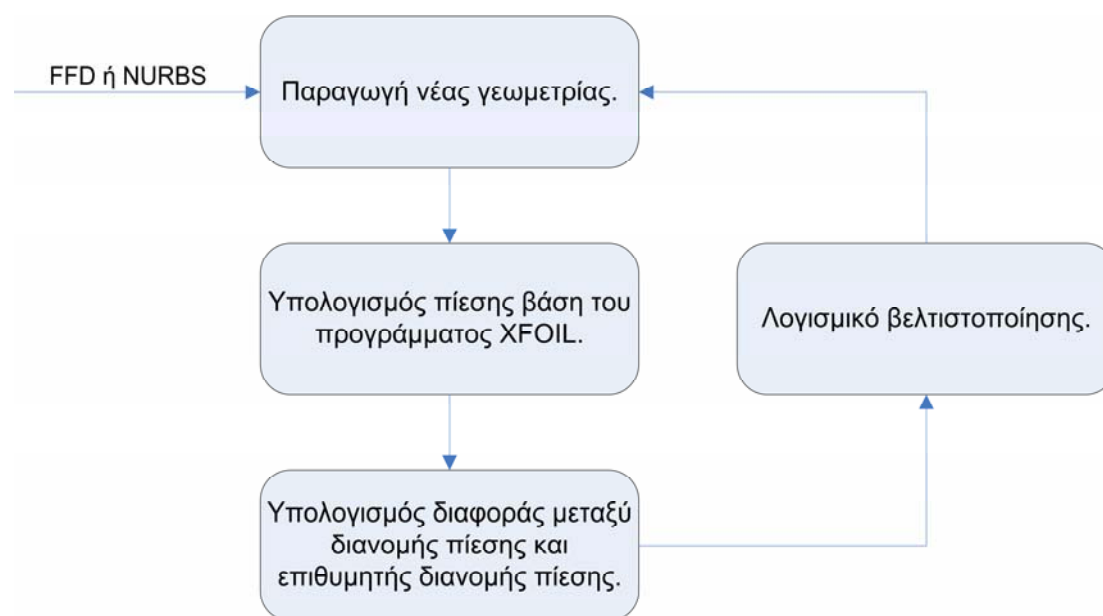 FFD ή NURBS
Παραγωγή νέας γεωμετρίας.
Υπολογισμός πίεσης βάση του
προγράμματος XFOIL.
Λογισμικό βελτιστοποίησης.
Υπολογισμός διαφοράς μεταξύ
διανομής πίεσης και
επιθυμητής διανομής πίεσης.